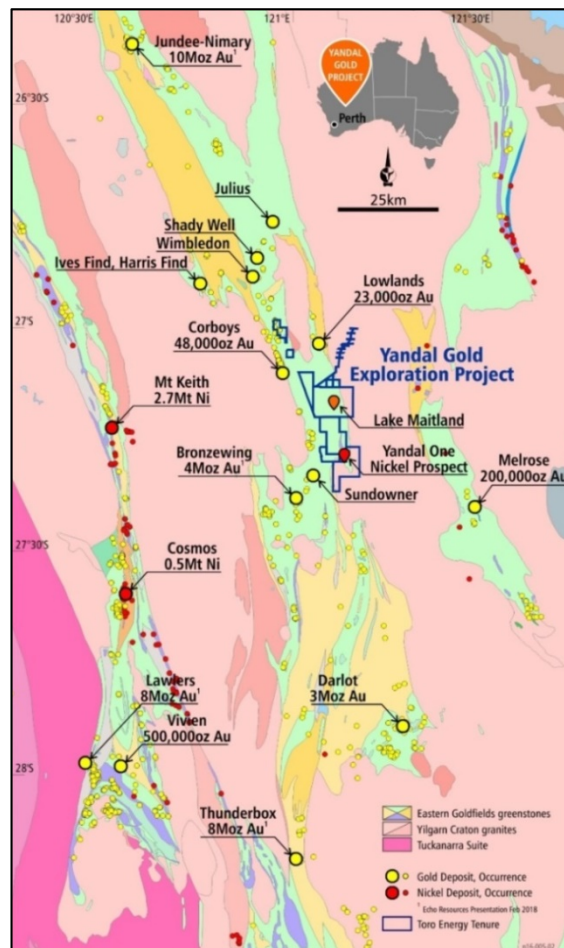 120°30'E
121°E
121°30'E
Jundee-Nimary
10Moz Au¹
YANDAL
GOLD
PROJECT
Perth
26°30'S
25km
Julius
Shady Well
Wimbledon
Ives Find, Harris Find
Lowlands
23,000oz Au
27°S
Corboys
48,000oz Au
Yandal Gold
Exploration Project
Mt Keith
2.7Mt Ni
Lake Maitland
Yandal One
Nickel Prospect
Bronzewing
4Moz Au¹
Melrose
200,000oz Au
Sundowner
27°30'S
Cosmos
0.5Mt Ni
Lawlers
8Moz Au¹
Darlot
3Moz Au
Vivien
500,000oz Au
28°S
Thunderbox
8Moz Au¹
Eastern Goldfields greenstones
Yilgarn Craton granites
Tuckanarra Suite
Gold Deposit, Occurrence
Nickel Deposit, Occurrence
¹ Echo Resources Presentation Feb 2018
Toro Energy Tenure